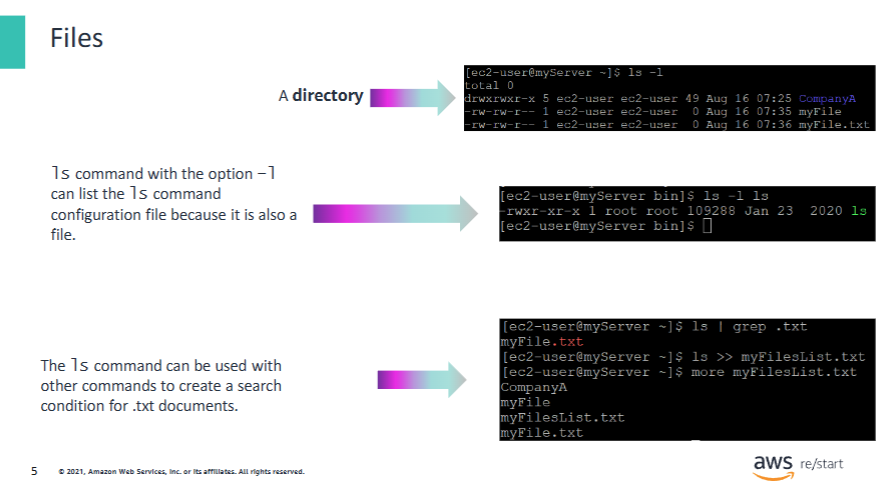 Files
A directory
[ec2-user@myServer ~]$ ls -l
total 0
drwxrwxr-x 5 ec2-user ec2-user 49 Aug 16 07:25 CompanyA
-rw-rw-r-- 1 ec2-user ec2-user  0 Aug 16 07:35 myFile
-rw-rw-r-- 1 ec2-user ec2-user  0 Aug 16 07:36 myFile.txt
ls command with the option –l
can list the ls command
configuration file because it is also a
file.
[ec2-user@myServer bin]$ ls -l ls
-rwxr-xr-x 1 root root 109288 Jan 23  2020 ls
[ec2-user@myServer bin]$
The ls command can be used with
other commands to create a search
condition for .txt documents.
[ec2-user@myServer ~]$ ls | grep .txt
myFile.txt
[ec2-user@myServer ~]$ ls >> myFilesList.txt
[ec2-user@myServer ~]$ more myFilesList.txt
CompanyA
myFile
myFilesList.txt
myFile.txt
5
© 2021, Amazon Web Services, Inc. or its affiliates. All rights reserved.
aws re/start